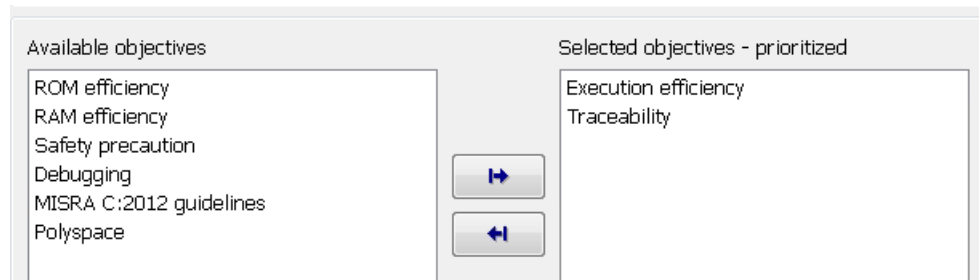 Available objectives
ROM efficiency
RAM efficiency
Safety precaution
Debugging
MISRA C:2012 guidelines
Polyspace
Selected objectives - prioritized
Execution efficiency
Traceability